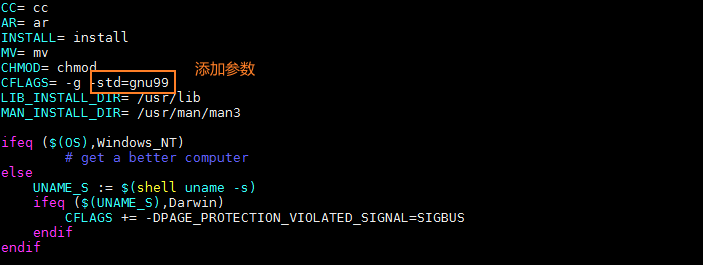 CC= cc
AR= ar
INSTALL= install
MV= mv
CHMOD= chmod
添加参数
CFLAGS= -g -std=gnu99
LIB_INSTALL_DIR= /usr/lib
MAN_INSTALL_DIR= /usr/man/man3
ifeq ($(OS),Windows_NT)
# get a better computer
else
UNAME_S := $(shell uname -s)
ifeq ($(UNAME_S),Darwin)
CFLAGS += -DPAGE_PROTECTION_VIOLATED_SIGNAL=SIGBUS
endif
endif